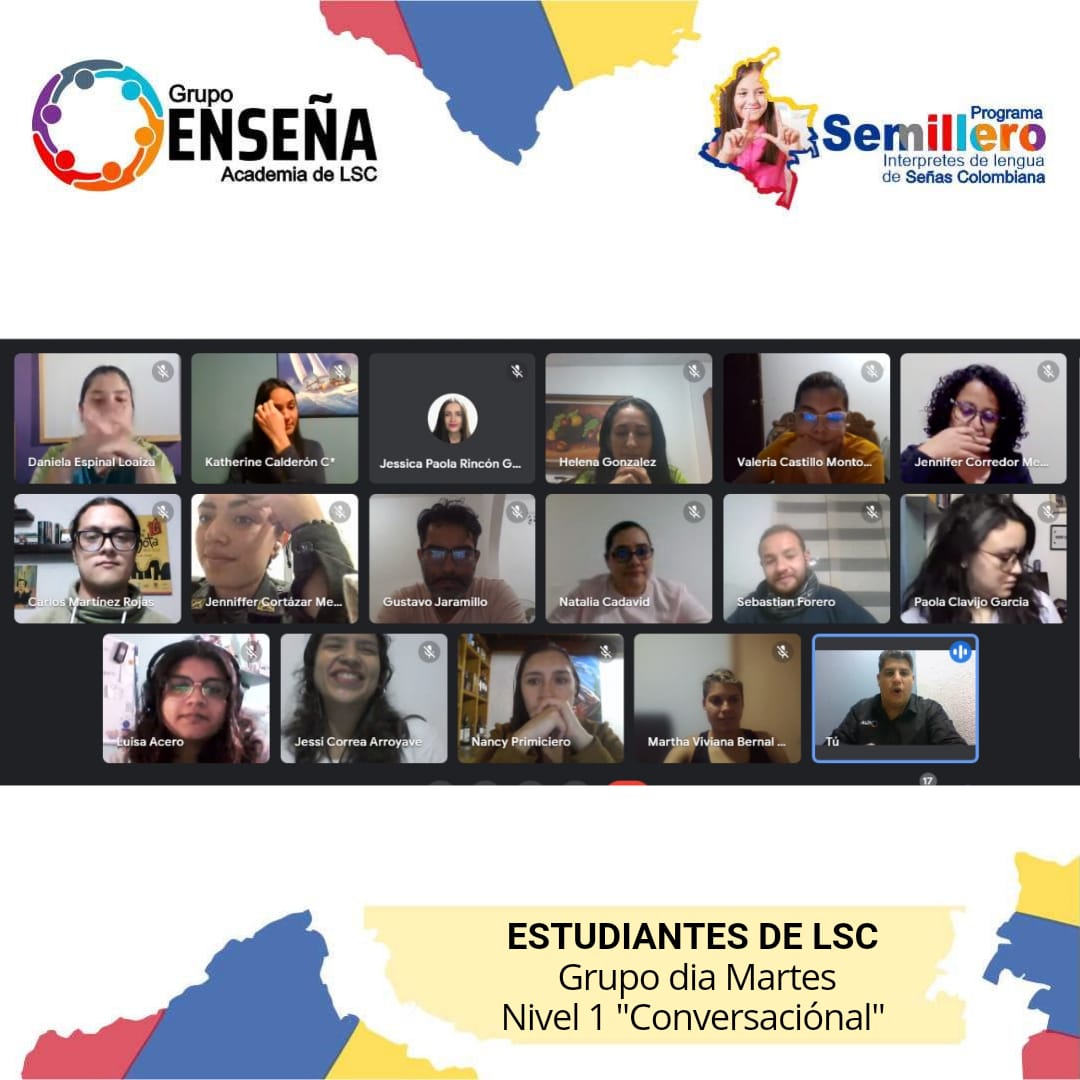 Grupo
ENSEÑA
Academia de LSC
Programa
Semillero
Interpretes de lengua
de Señas Colombiana
Daniela Espinal Loaiza
Katherine Calderón C*
Jessica Paola Rincón G...
Helena Gonzalez
Valeria Castillo Monto...
Jennifer Corredor Me...
Carlos Martínez Rojas
Jenniffer Cortázar Me...
Gustavo Jaramillo
Natalia Cadavid
Sebastian Forero
Paola Clavijo Garcia
Luisa Acero
Jessi Correa Arroyave
Nancy Primiciero
Martha Viviana Bernal ...
Tú
17
ESTUDIANTES DE LSC
Grupo dia Martes
Nivel 1 "Conversaciónal"